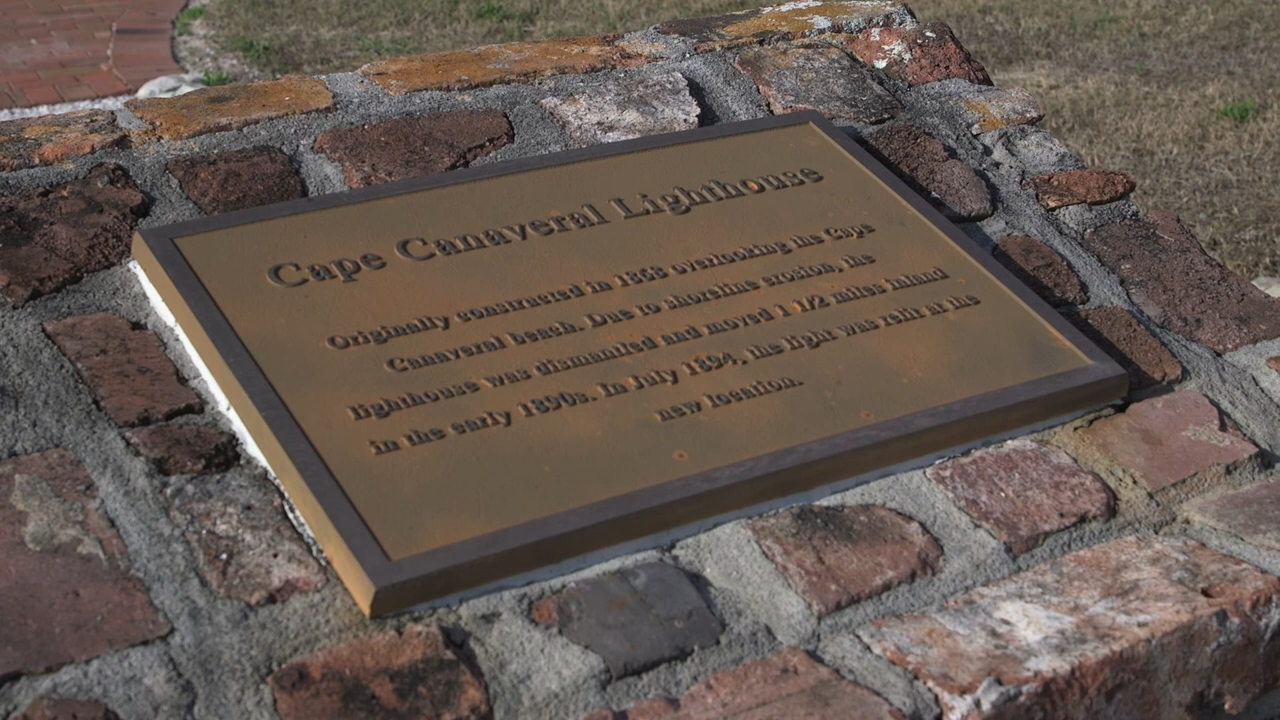 Cape Canaveral Lighthouse
Originally constructed in 1868 overlooking the Cape
Canaveral beach. Due to shoreline erosion, the
lighthouse was dismantled and moved 1 1/2 miles inland
in the early 1890s. In July 1894, the light was relit at the
new location.